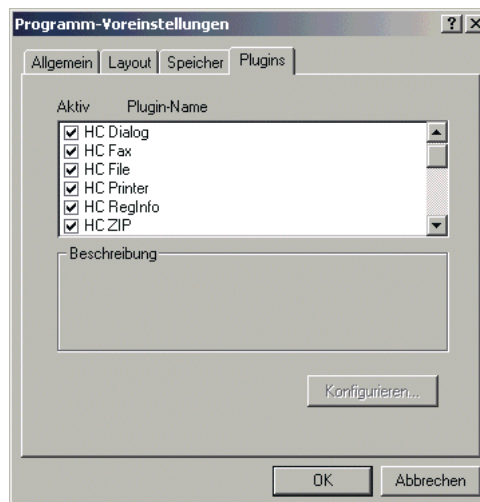 Programm-Voreinstellungen
Allgemein Layout Speicher Plugins
Aktiv Plugin-Name
HC Dialog
HC Fax
HC File
HC Printer
HC RegInfo
HC ZIP
Beschreibung
Konfigurieren...
OK Abbrechen